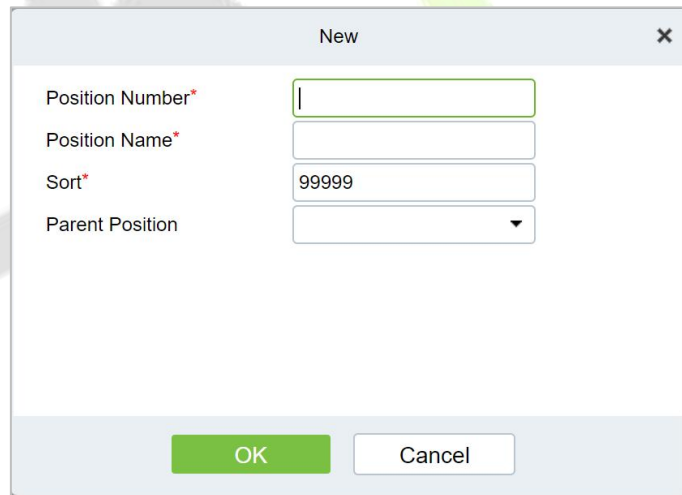 New
Position Number*
Position Name*
Sort* 99999
Parent Position
OK Cancel